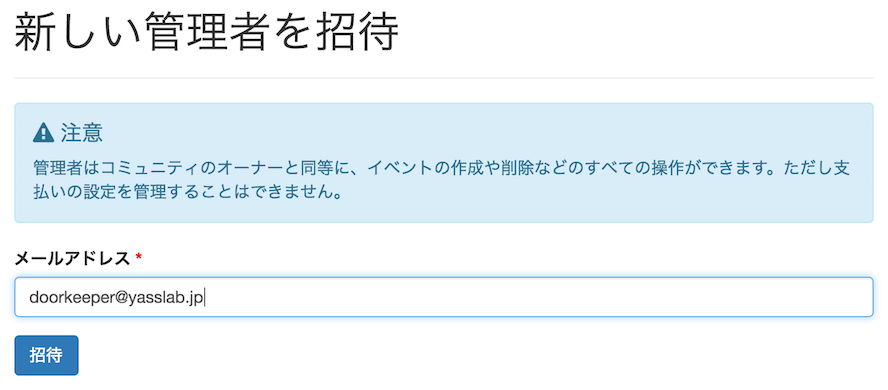 新しい管理者を招待
注意
管理者はコミュニティのオーナーと同等に、イベントの作成や削除などのすべての操作ができます。ただし支
払いの設定を管理することはできません。
メールアドレス *
doorkeeper@yasslab.jp
招待